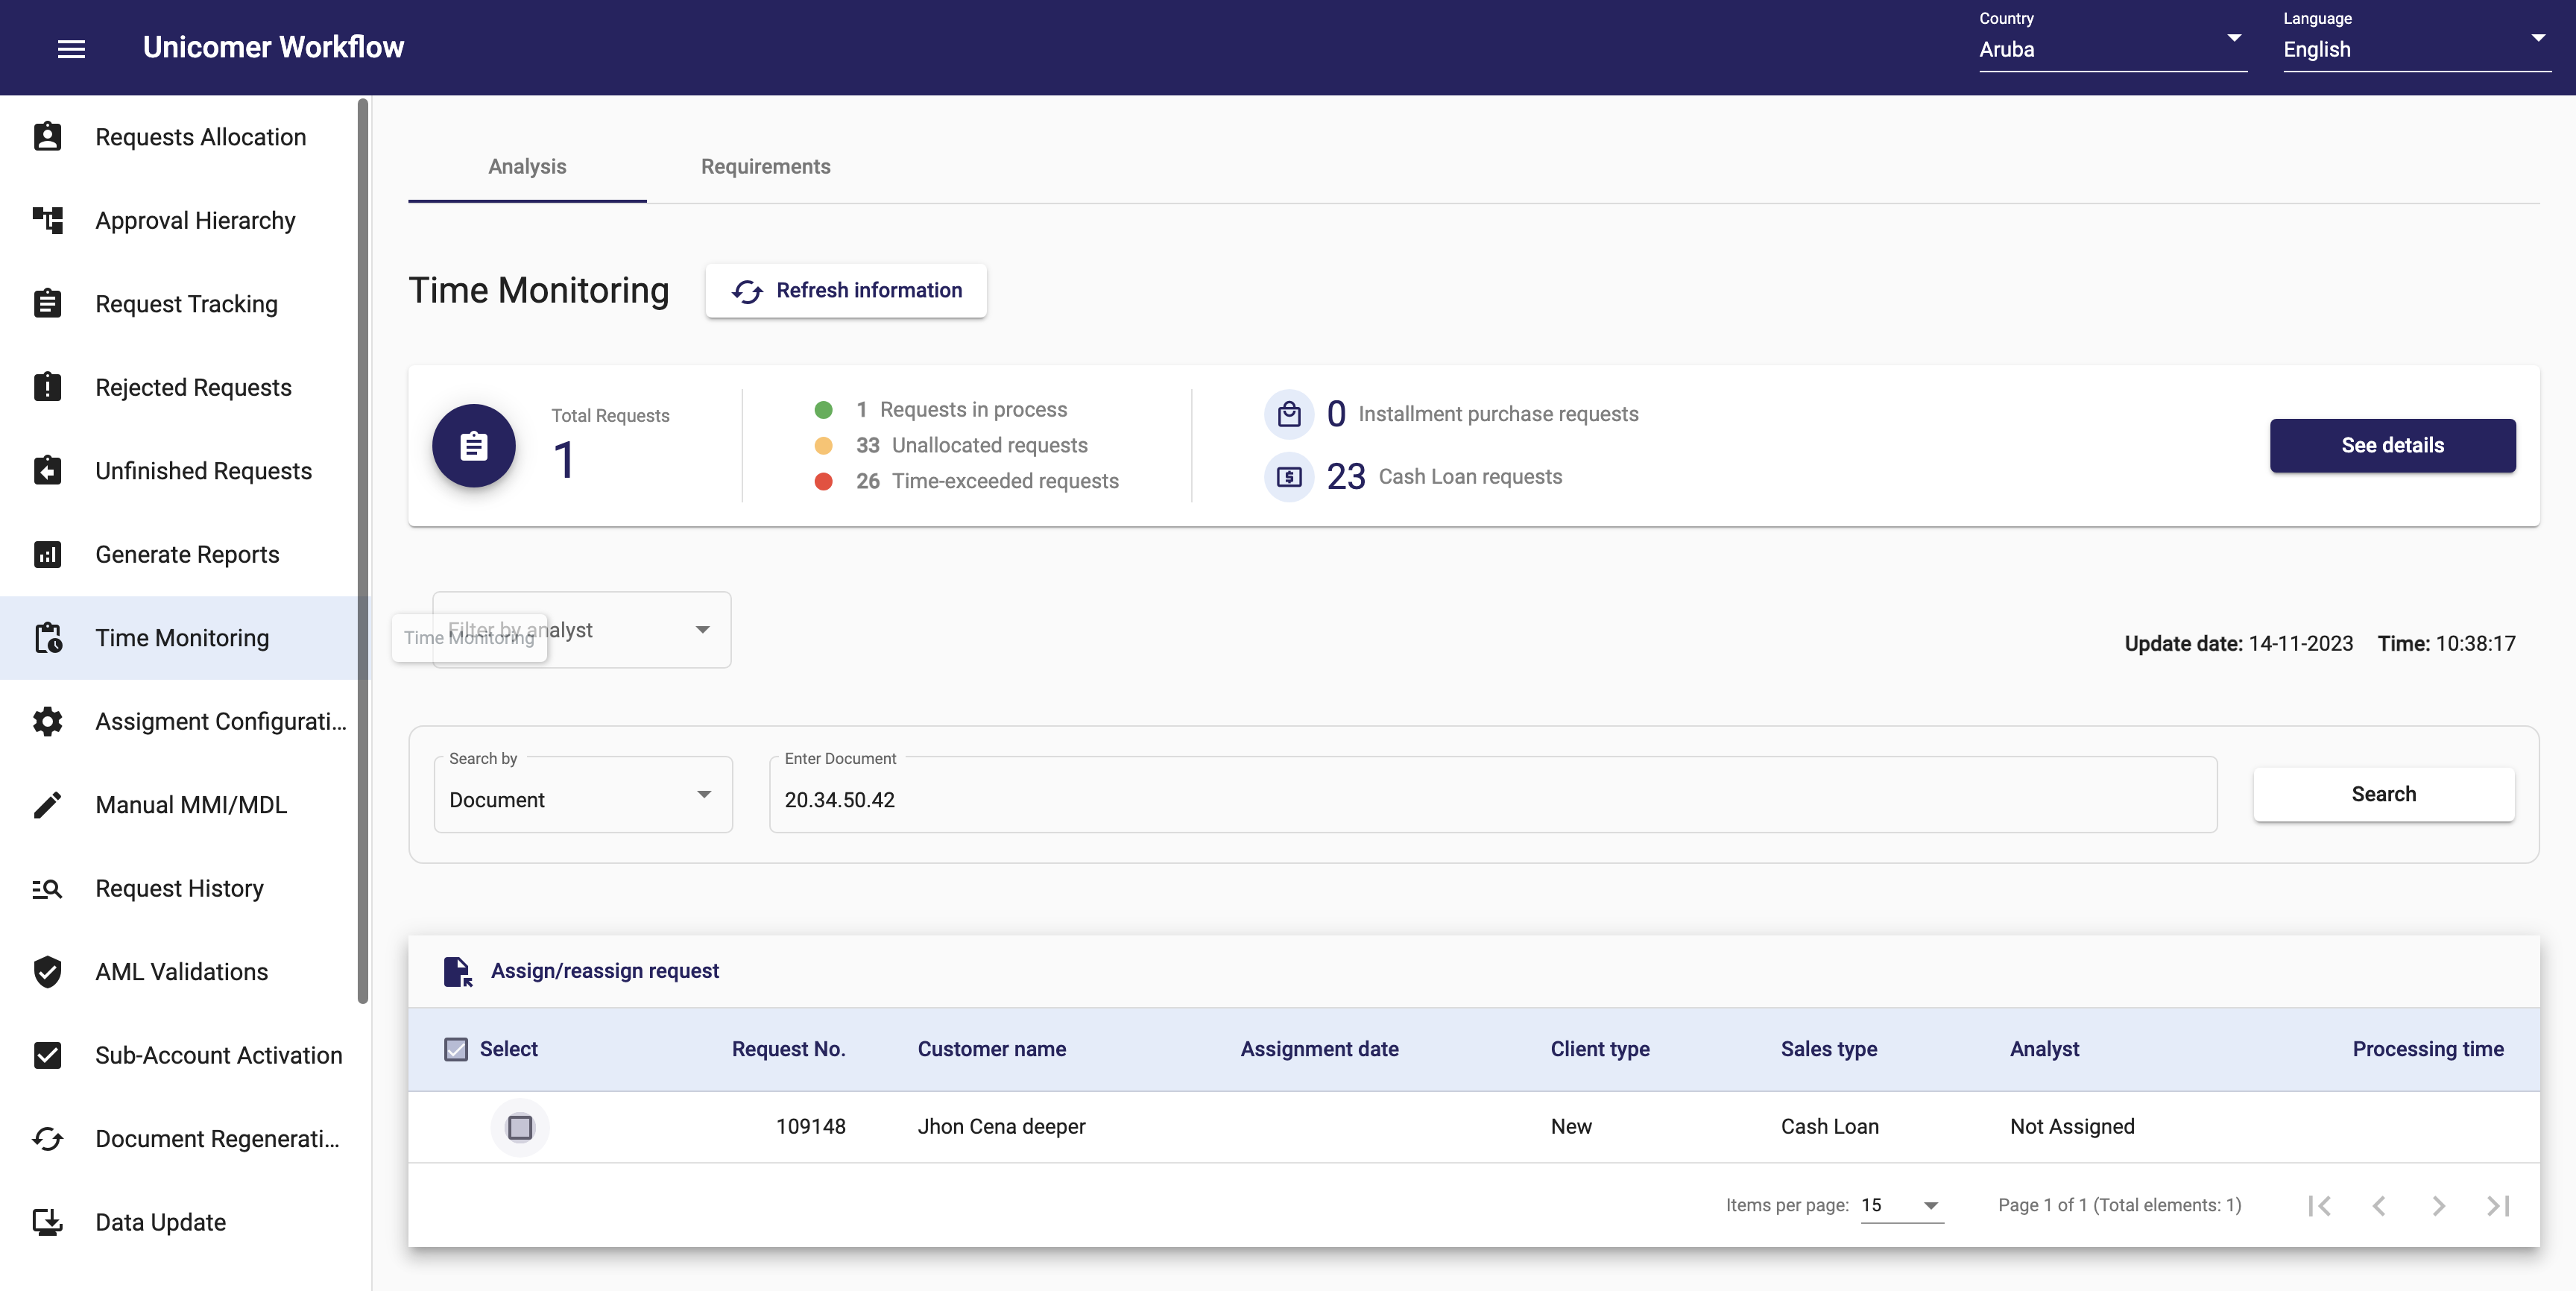 Unicomer Workflow
Country
Aruba
Language
English
Requests Allocation
Approval Hierarchy
Request Tracking
Rejected Requests
Unfinished Requests
Generate Reports
Time Monitoring
Assigment Configurati...
Manual MMI/MDL
Request History
AML Validations
Sub-Account Activation
Document Regenerati...
Data Update
Analysis
Requirements
Time Monitoring
Refresh information
Total Requests
1
1 Requests in process
33 Unallocated requests
26 Time-exceeded requests
0 Installment purchase requests
23 Cash Loan requests
See details
Filter by analyst
Time Monitoring
Update date: 14-11-2023 Time: 10:38:17
Search by
Document
Enter Document
20.34.50.42
Search
Assign/reassign request
Select Request No. Customer name Assignment date Client type Sales type Analyst Processing time
109148 Jhon Cena deeper New Cash Loan Not Assigned
Items per page: 15 Page 1 of 1 (Total elements: 1)